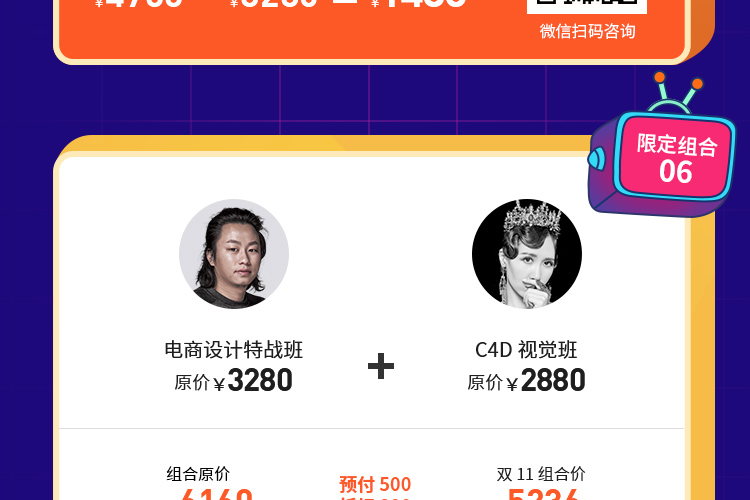 微信扫码咨询
限定组合
06
电商设计特战班
原价￥3280
+
C4D 视觉班
原价￥2880
组合原价
预付 500
双 11 组合价